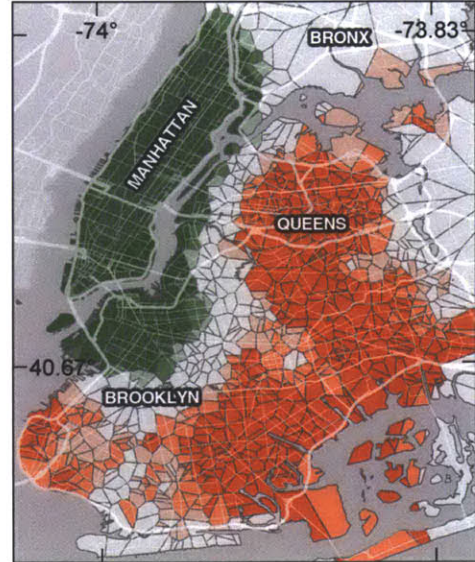 -74°
-73.83°
BRONX
MANHATTAN
QUEENS
40.67°
BROOKLYN